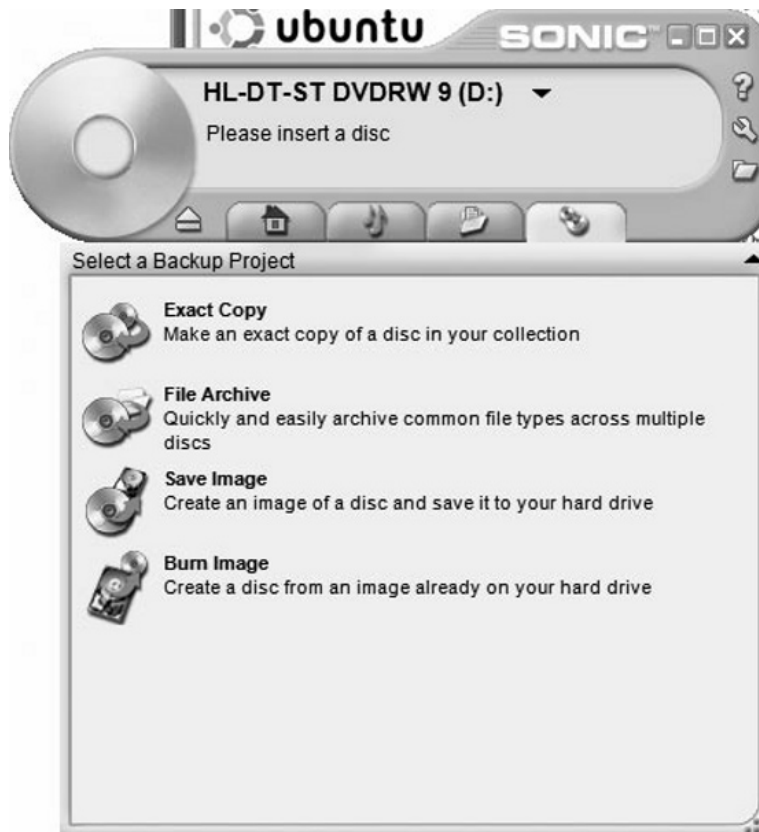 ubuntu
SONIC™
HL-DT-ST DVDRW 9 (D:)
Please insert a disc
Select a Backup Project
Exact Copy
Make an exact copy of a disc in your collection
File Archive
Quickly and easily archive common file types across multiple
discs
Save Image
Create an image of a disc and save it to your hard drive
Burn Image
Create a disc from an image already on your hard drive